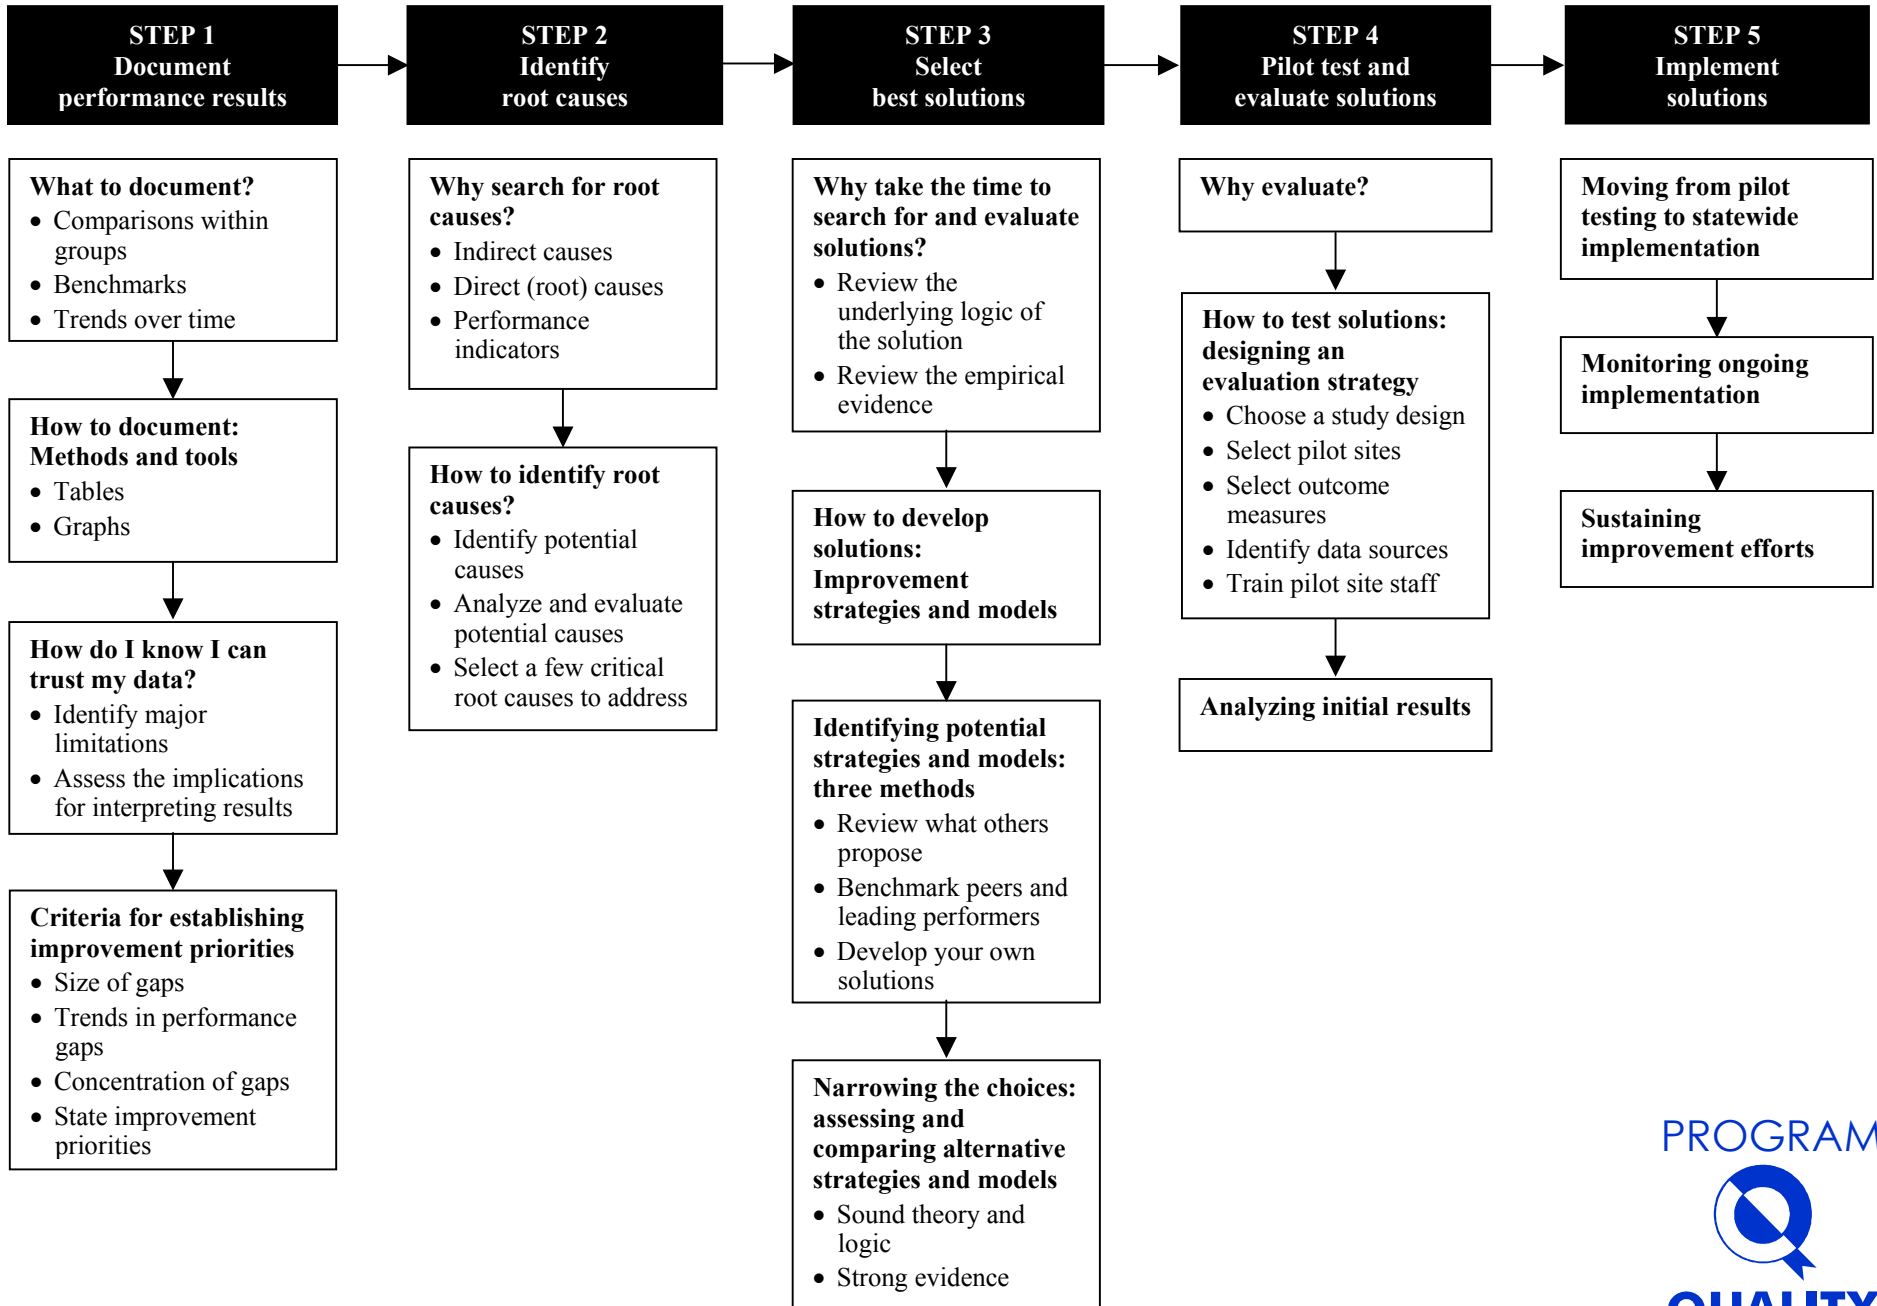 STEP 1
Document
performance results
STEP 2
Identify
root causes
STEP 3
Select
best solutions
STEP 4
Pilot test and
evaluate solutions
STEP 5
Implement
solutions
What to document?
• Comparisons within
groups
• Benchmarks
• Trends over time
How to document:
Methods and tools
• Tables
• Graphs
How do I know I can
trust my data?
• Identify major
limitations
• Assess the implications
for interpreting results
Criteria for establishing
improvement priorities
• Size of gaps
• Trends in performance
gaps
• Concentration of gaps
• State improvement
priorities
Why search for root
causes?
• Indirect causes
• Direct (root) causes
• Performance
indicators
How to identify root
causes?
• Identify potential
causes
• Analyze and evaluate
potential causes
• Select a few critical
root causes to address
Why take the time to
search for and evaluate
solutions?
• Review the
underlying logic of
the solution
• Review the empirical
evidence
How to develop
solutions:
Improvement
strategies and models
Identifying potential
strategies and models:
three methods
• Review what others
propose
• Benchmark peers and
leading performers
• Develop your own
solutions
Narrowing the choices:
assessing and
comparing alternative
strategies and models
• Sound theory and
logic
• Strong evidence
Why evaluate?
How to test solutions:
designing an
evaluation strategy
• Choose a study design
• Select pilot sites
• Select outcome
measures
• Identify data sources
• Train pilot site staff
Analyzing initial results
Moving from pilot
testing to statewide
implementation
Monitoring ongoing
implementation
Sustaining
improvement efforts
PROGRAM
QUALITY